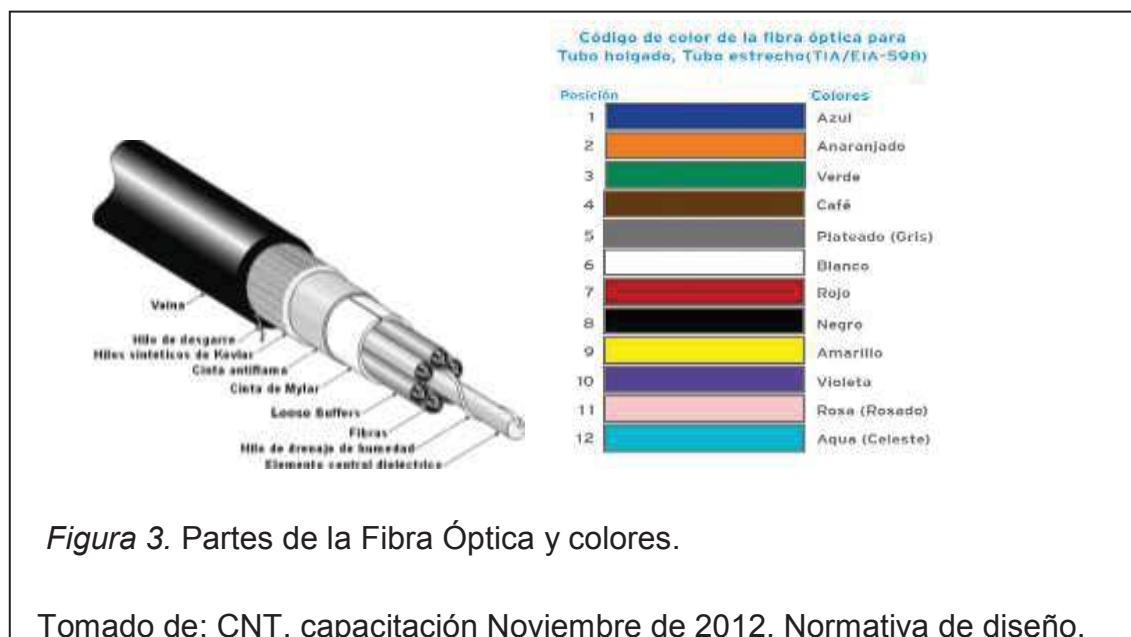 Código de color de la fibra óptica para
Tubo holgado, Tubo estrecho(TIA/EIA-598)
Posición Colores
1 Azul
2 Anaranjado
3 Verde
4 Café
5 Plateado (Gris)
6 Blanco
7 Rojo
8 Negro
9 Amarillo
10 Violeta
11 Rosa (Rosado)
12 Aqua (Celeste)
Vaina
Hilo de desgarre
Hilos sintéticos de Kevlar
Cinta antiflama
Cinta de Mylar
Loose Buffers
Fibras
Hilo de drenaje de humedad
Elemento central dieléctrico
Figura 3. Partes de la Fibra Óptica y colores.
Tomado de: CNT, capacitación Noviembre de 2012. Normativa de diseño.